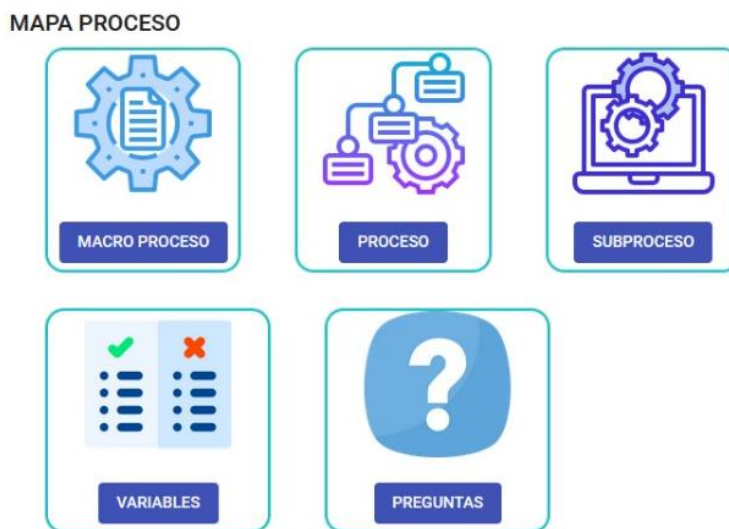 MAPA PROCESO
MACRO PROCESO
PROCESO
SUBPROCESO
VARIABLES
PREGUNTAS